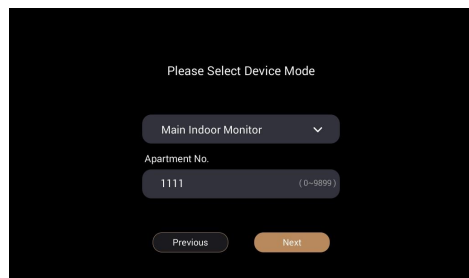 Please Select Device Mode
Main Indoor Monitor
Apartment No.
1111 (0~9899)
Previous Next